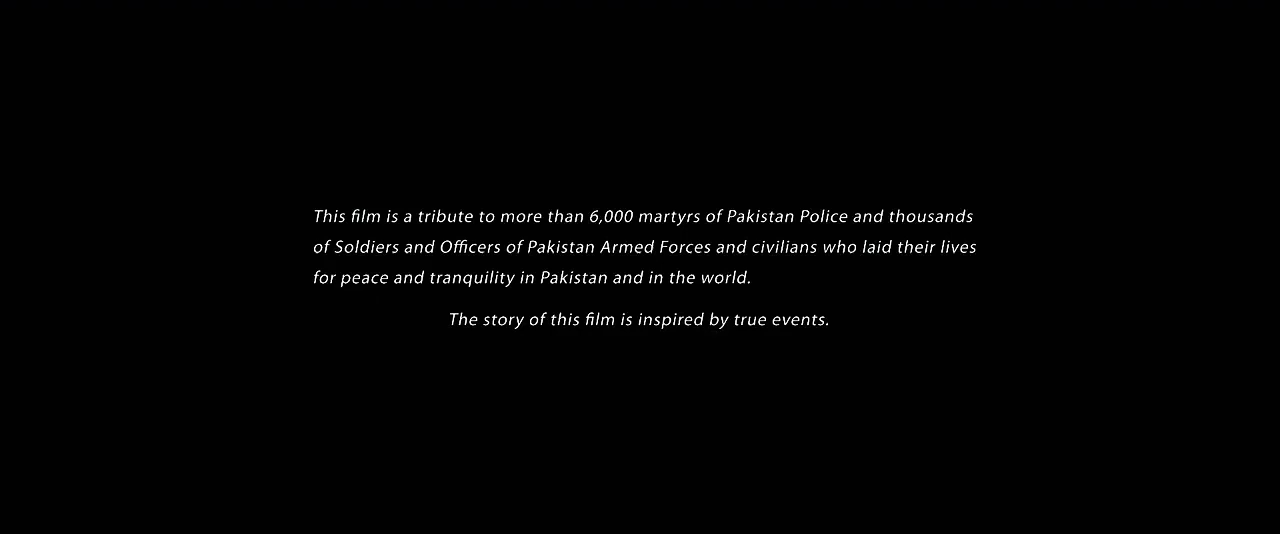 This film is a tribute to more than 6,000 martyrs of Pakistan Police and thousands
of Soldiers and Officers of Pakistan Armed Forces and civilians who laid their lives
for peace and tranquility in Pakistan and in the world.
The story of this film is inspired by true events.